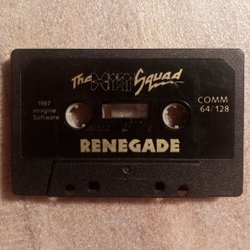 The Hit Squad
1987
Imagine
Software
COMM
64/128
RENEGADE